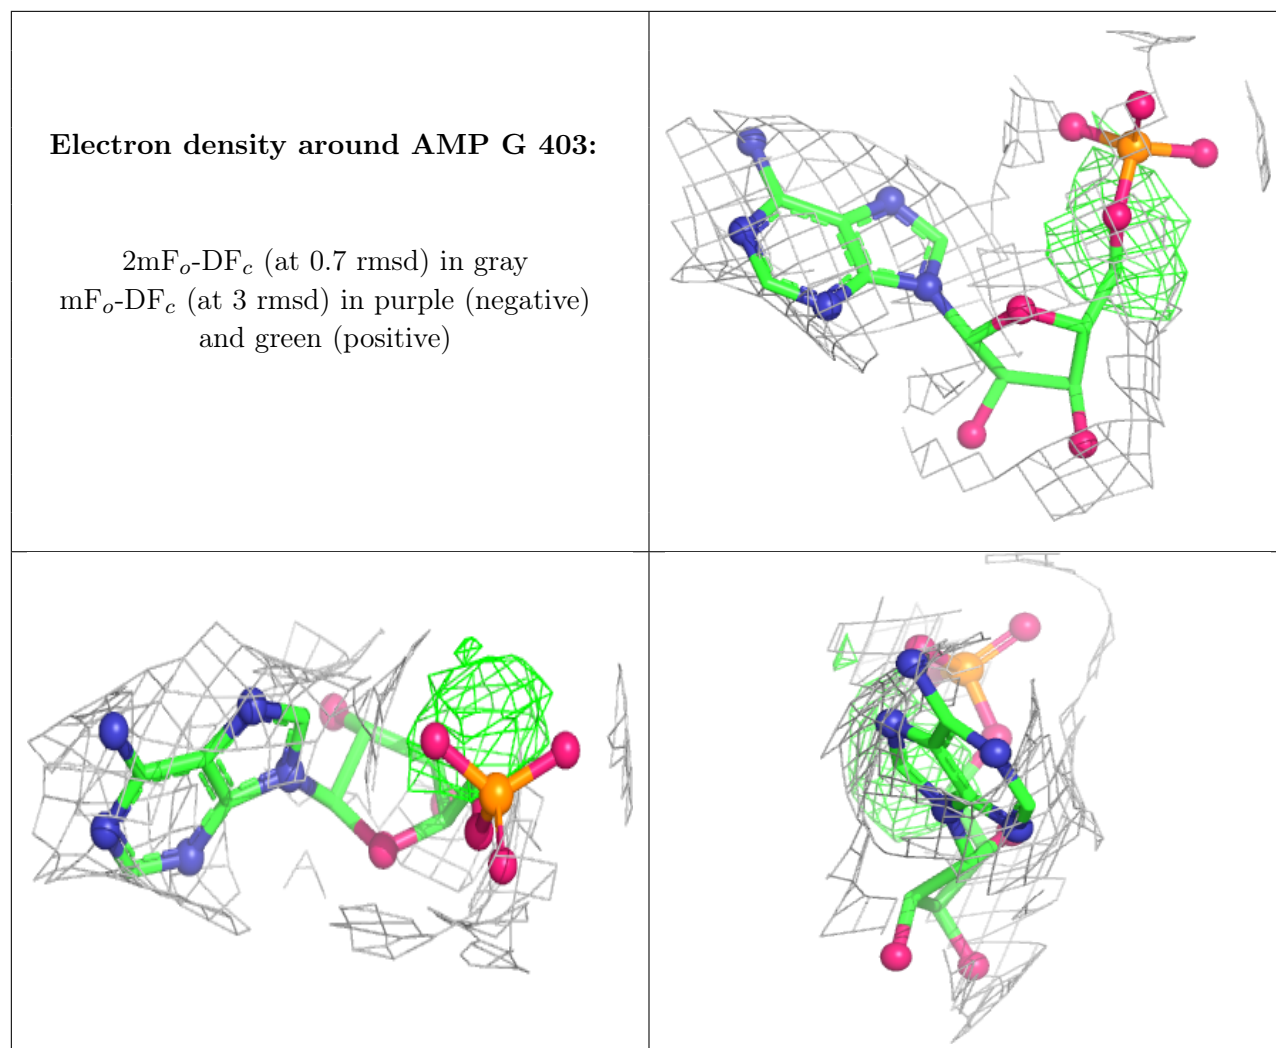 Electron density around AMP G 403:
2mFo-DFc (at 0.7 rmsd) in gray
mFo-DFc (at 3 rmsd) in purple (negative)
and green (positive)